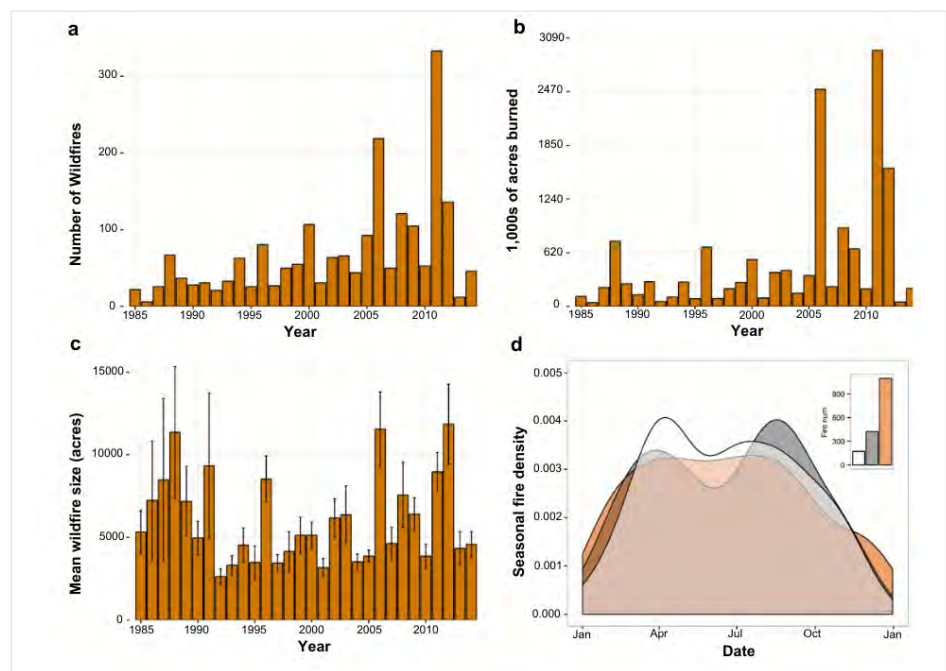 a
Number of Wildfires
300
200
100
0
1985 1990 1995 2000 2005 2010
Year
b
1,000s of acres burned
3090
2470
1850
1240
620
0
1985 1990 1995 2000 2005 2010
Year
c
Mean wildfire size (acres)
15000
10000
5000
0
1985 1990 1995 2000 2005 2010
Year
d
Seasonal fire density
0.005
0.004
0.003
0.002
0.001
0.000
Jan Apr Jul Oct Jan
Date
Fire num
900
600
300
0